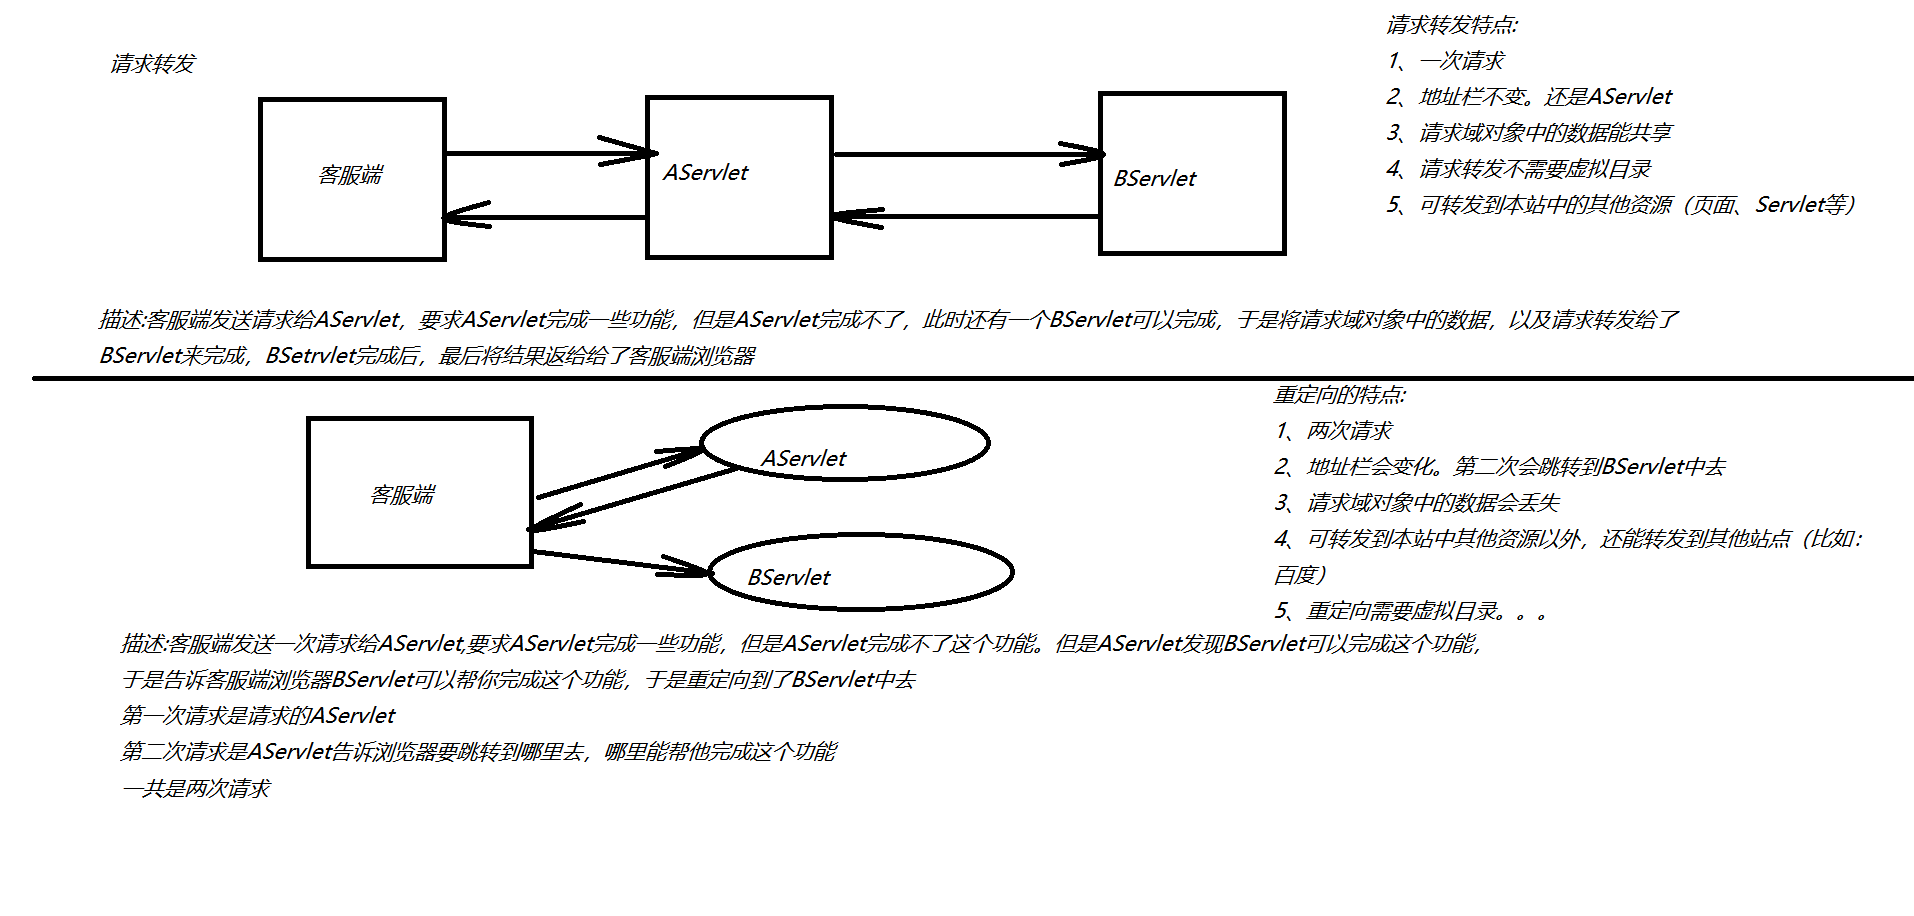 请求转发
客服端
AServlet
BServlet
请求转发特点:
1、一次请求
2、地址栏不变。还是AServlet
3、请求域对象中的数据能共享
4、请求转发不需要虚拟目录
5、可转发到本站中的其他资源（页面、Servlet等）
描述:客服端发送请求给AServlet，要求AServlet完成一些功能，但是AServlet完成不了，此时还有一个BServlet可以完成，于是将请求域对象中的数据，以及请求转发给了
BServlet来完成，BSetrvlet完成后，最后将结果返给给了客服端浏览器
客服端
AServlet
BServlet
重定向的特点:
1、两次请求
2、地址栏会变化。第二次会跳转到BServlet中去
3、请求域对象中的数据会丢失
4、可转发到本站中其他资源以外，还能转发到其他站点（比如：
百度）
5、重定向需要虚拟目录。。。
描述:客服端发送一次请求给AServlet,要求AServlet完成一些功能，但是AServlet完成不了这个功能。但是AServlet发现BServlet可以完成这个功能，
于是告诉客服端浏览器BServlet可以帮你完成这个功能，于是重定向到了BServlet中去
第一次请求是请求的AServlet
第二次请求是AServlet告诉浏览器要跳转到哪里去，哪里能帮他完成这个功能
一共是两次请求